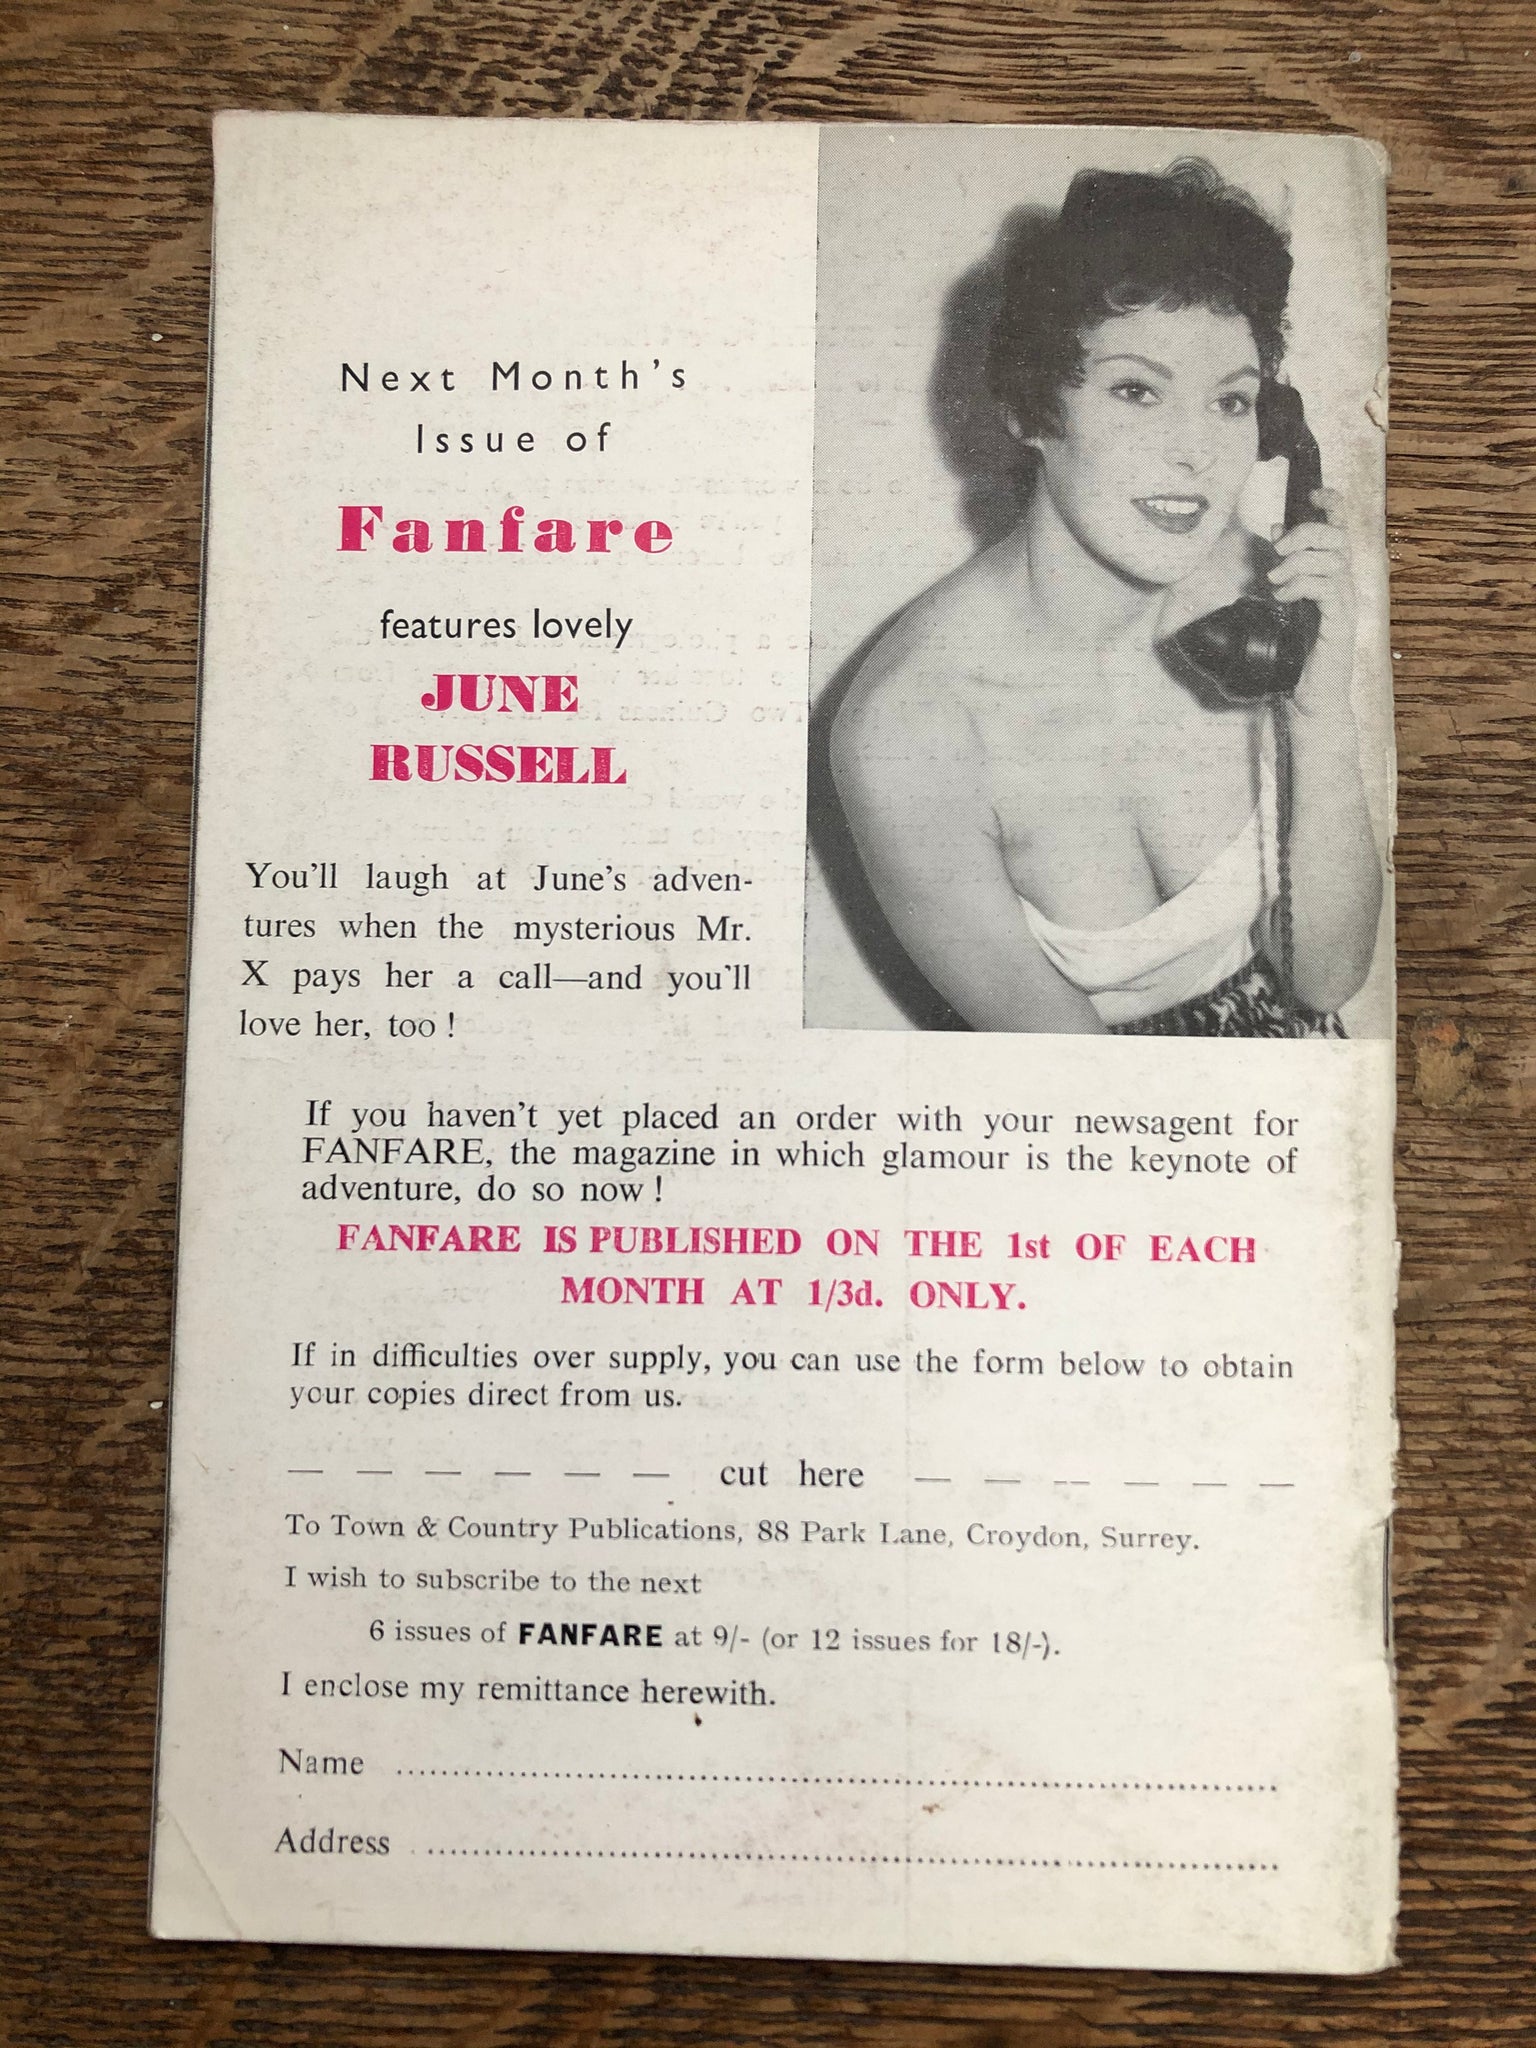 Next Month's
Issue of
Fanfare
features lovely
JUNE
RUSSELL
You'll laugh at June's adven-
tures when the mysterious Mr.
X pays her a call—and you'll
love her, too !
If you haven't yet placed an order with your newsagent for
FANFARE, the magazine in which glamour is the keynote of
adventure, do so now !
FANFARE IS PUBLISHED ON THE 1st OF EACH
MONTH AT 1/3d. ONLY.
If in difficulties over supply, you can use the form below to obtain
your copies direct from us.
— — — — — — cut here — — -- — — —
To Town & Country Publications, 88 Park Lane, Croydon, Surrey.
I wish to subscribe to the next
6 issues of FANFARE at 9/- (or 12 issues for 18/-).
I enclose my remittance herewith.
Name ..............................
Address ..............................